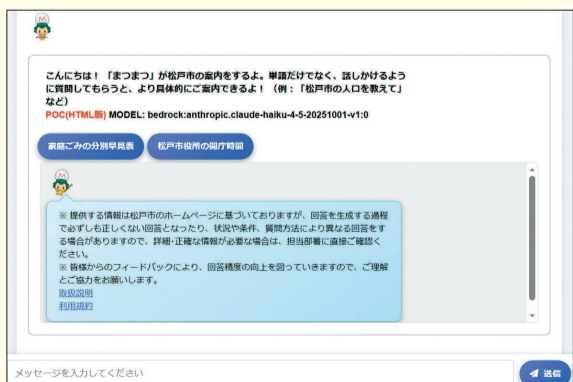 こんにちは！「まつまつ」が松戸市の案内をするよ。単語だけでなく、話しかけるよう
に質問してもらうと、より具体的にご案内できるよ！（例：「松戸市の人口を教えて」
など）
POC(HTML版) MODEL: bedrock:anthropic.claude-haiku-4-5-20251001-v1:0
家庭ごみの分別早見表 松戸市役所の開庁時間
※ 提供する情報は松戸市のホームページに基づいておりますが、回答を生成する過程
で必ずしも正しくない回答となったり、状況や条件、質問方法により異なる回答をす
る場合がありますので、詳細･正確な情報が必要な場合は、担当部署に直接ご確認く
ださい。
※ 皆様からのフィードバックにより、回答精度の向上を図っていきますので、ご理解
とご協力をお願いします。
取扱説明
利用規約
メッセージを入力してください 送信